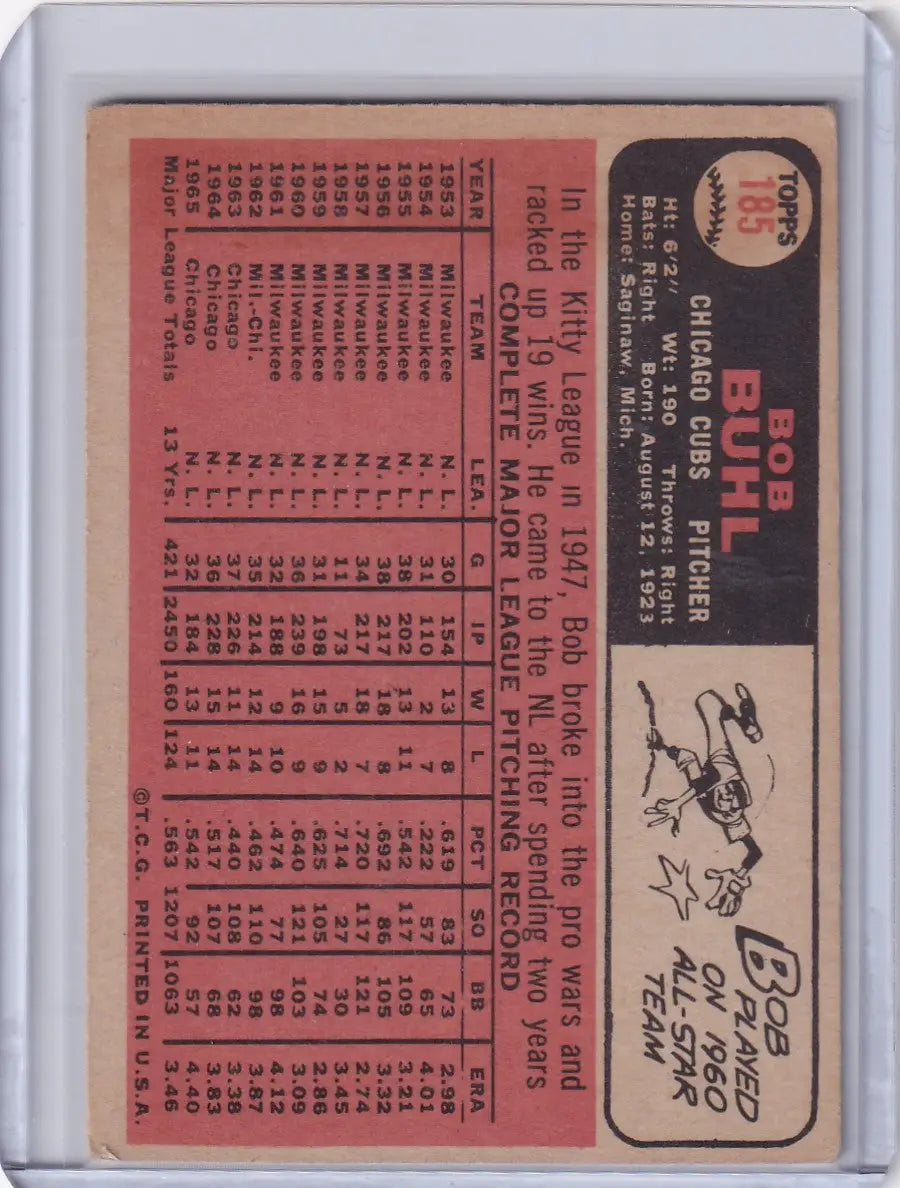 TOPPS
185
BOB
BUHL
CHICAGO CUBS PITCHER
Ht: 6'2" Wt: 190 Throws: Right
Bats: Right Born: August 12, 1923
Home: Saginaw, Mich.
BOB
PLAYED
ON 1960
ALL-STAR
TEAM
In the Kitty League in 1947, Bob broke into the pro wars and
racked up 19 wins. He came to the NL after spending two years
COMPLETE MAJOR LEAGUE PITCHING RECORD
YEAR TEAM LEA. G IP W L PCT SO BB ERA
1953 Milwaukee N. L. 30 154 13 8 .619 83 73 2.98
1954 Milwaukee N. L. 31 110 2 7 .222 57 65 4.01
1955 Milwaukee N. L. 38 202 13 11 .542 117 109 3.21
1956 Milwaukee N. L. 38 217 18 8 .692 86 105 3.32
1957 Milwaukee N. L. 34 217 18 7 .720 117 121 2.74
1958 Milwaukee N. L. 11 73 5 2 .714 27 30 3.45
1959 Milwaukee N. L. 31 198 15 9 .625 105 74 2.86
1960 Milwaukee N. L. 36 239 16 9 .640 121 103 3.09
1961 Milwaukee N. L. 32 188 9 10 .474 77 98 4.12
1962 Mil.-Chi. N. L. 35 214 12 14 .462 110 98 3.87
1963 Chicago N. L. 37 226 11 14 .440 108 62 3.38
1964 Chicago N. L. 36 228 15 14 .517 107 68 3.83
1965 Chicago N. L. 32 184 13 11 .542 92 57 4.40
Major League Totals 13 Yrs. 421 2450 160 124 .563 1207 1063 3.46
©T.C.G. PRINTED IN U.S.A.